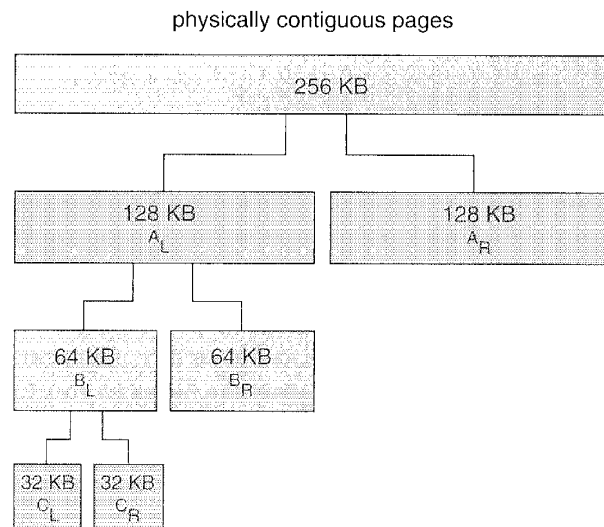 physically contiguous pages
256 KB
128 KB
A_L
128 KB
A_R
64 KB
B_L
64 KB
B_R
32 KB
C_L
32 KB
C_R